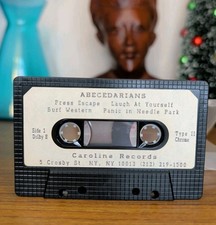 ABECEDARIANS
Press Escape   Laugh At Yourself
Surf Western   Panic in Needle Park
Side 1
Dolby B
Type II
Chrome
Caroline Records
5 Crosby St. NY, NY 10013 (212) 219-1500